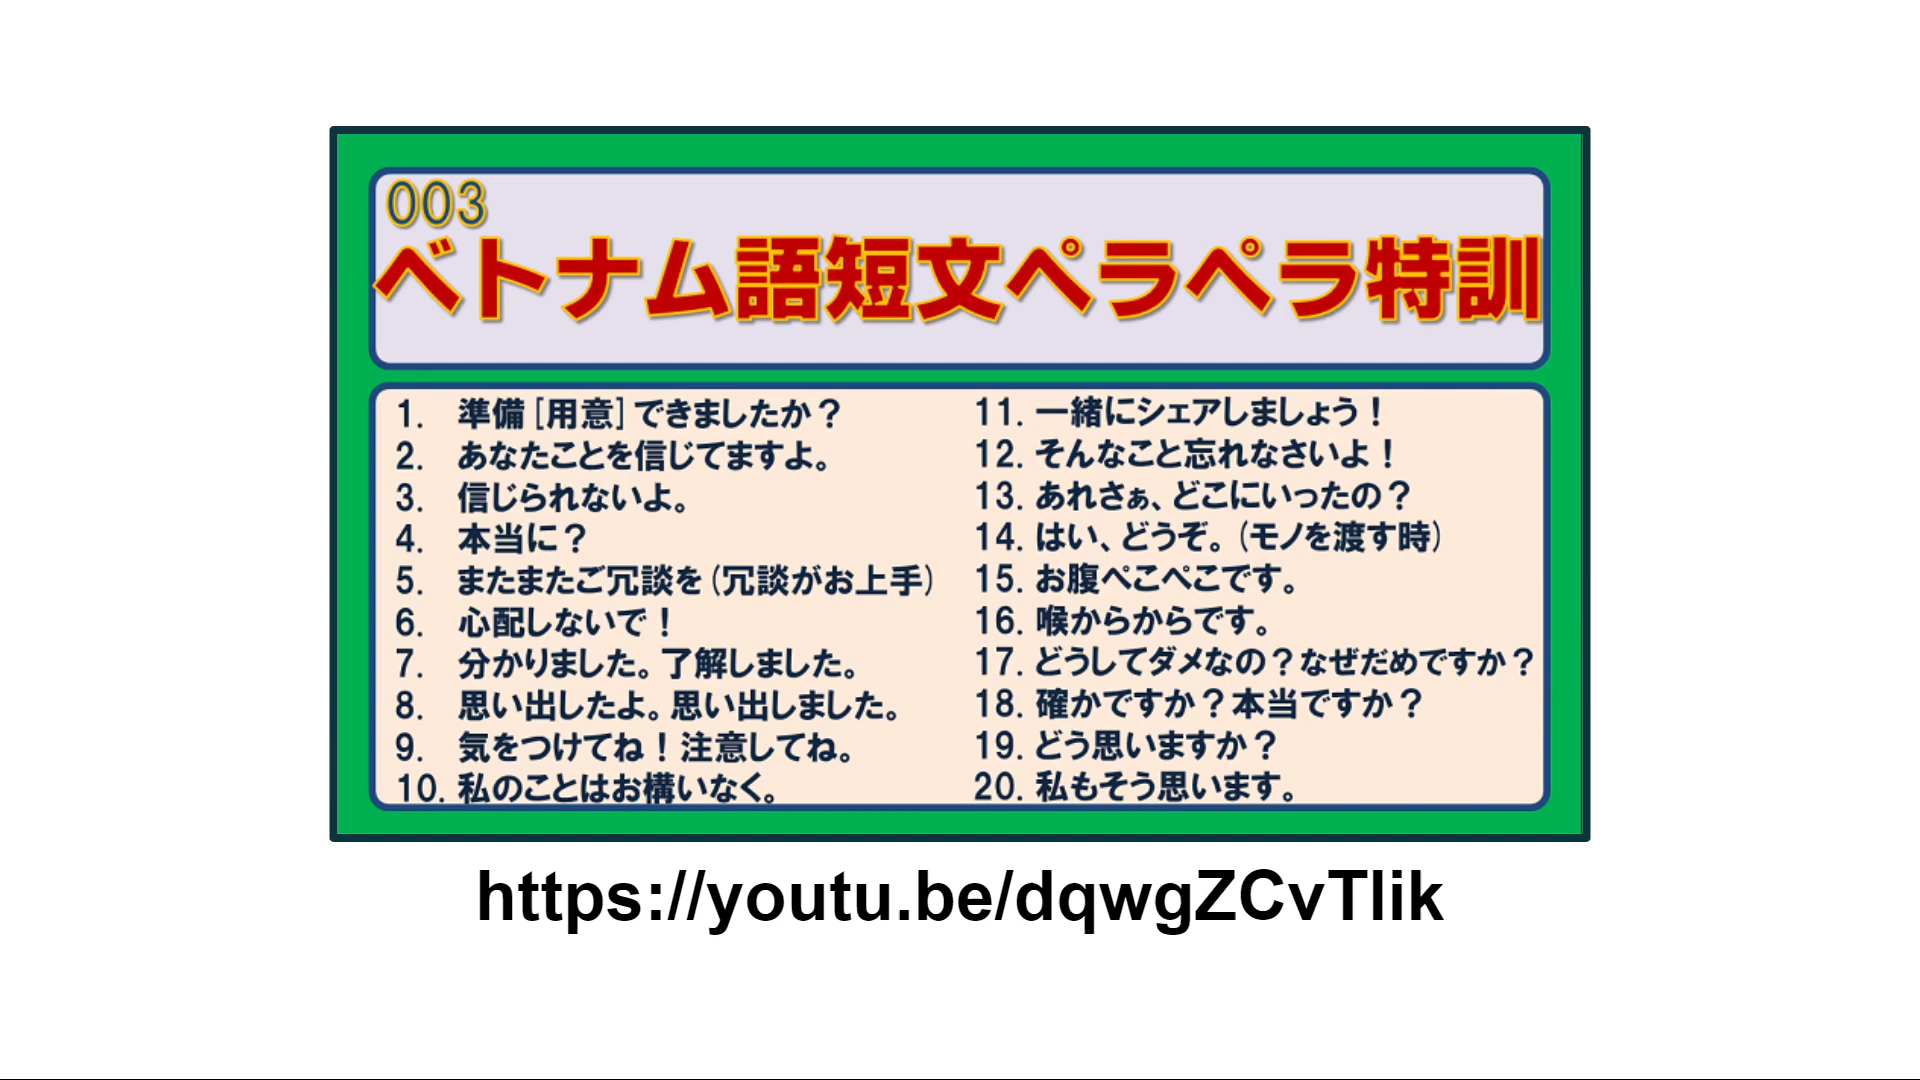 003
ベトナム語短文ペラペラ特訓
1. 準備[用意]できましたか？
2. あなたことを信じてますよ。
3. 信じられないよ。
4. 本当に？
5. またまたご冗談を(冗談がお上手)
6. 心配しないで！
7. 分かりました。了解しました。
8. 思い出したよ。思い出しました。
9. 気をつけてね！注意してね。
10. 私のことはお構いなく。
11. 一緒にシェアしましょう！
12. そんなこと忘れなさいよ！
13. あれさぁ、どこにいったの？
14. はい、どうぞ。(モノを渡す時)
15. お腹ぺこぺこです。
16. 喉からからです。
17. どうしてダメなの？なぜだめですか？
18. 確かですか？本当ですか？
19. どう思いますか？
20. 私もそう思います。
https://youtu.be/dqwgZCvTlik